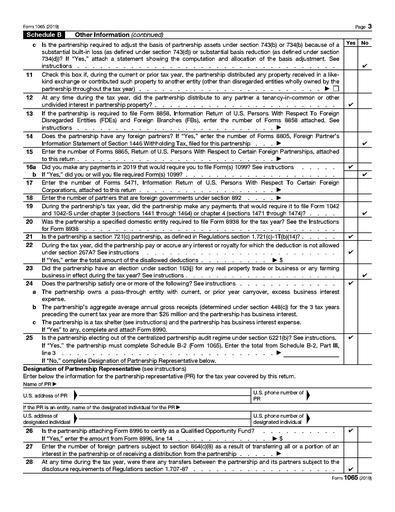 Form 1065 (2019) Page 3
Schedule B Other Information (continued) Yes No
c Is the partnership required to adjust the basis of partnership assets under section 743(b) or 734(b) because of a
substantial built-in loss (as defined under section 743(d)) or substantial basis reduction (as defined under section
734(d))? If "Yes," attach a statement showing the computation and allocation of the basis adjustment. See
instructions ✔
11 Check this box if, during the current or prior tax year, the partnership distributed any property received in a like-
kind exchange or contributed such property to another entity (other than disregarded entities wholly owned by the
partnership throughout the tax year) ▶ ☐
12 At any time during the tax year, did the partnership distribute to any partner a tenancy-in-common or other
undivided interest in partnership property? ✔
13 If the partnership is required to file Form 8858, Information Return of U.S. Persons With Respect To Foreign
Disregarded Entities (FDEs) and Foreign Branches (FBs), enter the number of Forms 8858 attached. See
instructions ▶
14 Does the partnership have any foreign partners? If "Yes," enter the number of Forms 8805, Foreign Partner's
Information Statement of Section 1446 Withholding Tax, filed for this partnership ▶ ✔
15 Enter the number of Forms 8865, Return of U.S. Persons With Respect to Certain Foreign Partnerships, attached
to this return ▶
16a Did you make any payments in 2019 that would require you to file Form(s) 1099? See instructions ✔
b If "Yes," did you or will you file required Form(s) 1099? ✔
17 Enter the number of Forms 5471, Information Return of U.S. Persons With Respect To Certain Foreign
Corporations, attached to this return ▶
18 Enter the number of partners that are foreign governments under section 892 ▶
19 During the partnership's tax year, did the partnership make any payments that would require it to file Form 1042
and 1042-S under chapter 3 (sections 1441 through 1464) or chapter 4 (sections 1471 through 1474)? ✔
20 Was the partnership a specified domestic entity required to file Form 8938 for the tax year? See the Instructions
for Form 8938 ✔
21 Is the partnership a section 721(c) partnership, as defined in Regulations section 1.721(c)-1T(b)(14)? ✔
22 During the tax year, did the partnership pay or accrue any interest or royalty for which the deduction is not allowed
under section 267A? See instructions ✔
If "Yes," enter the total amount of the disallowed deductions ▶ $
23 Did the partnership have an election under section 163(j) for any real property trade or business or any farming
business in effect during the tax year? See instructions ✔
24 Does the partnership satisfy one or more of the following? See instructions ✔
a The partnership owns a pass-through entity with current, or prior year carryover, excess business interest
expense.
b The partnership's aggregate average annual gross receipts (determined under section 448(c)) for the 3 tax years
preceding the current tax year are more than $26 million and the partnership has business interest.
c The partnership is a tax shelter (see instructions) and the partnership has business interest expense.
If "Yes" to any, complete and attach Form 8990.
25 Is the partnership electing out of the centralized partnership audit regime under section 6221(b)? See instructions. ✔
If "Yes," the partnership must complete Schedule B-2 (Form 1065). Enter the total from Schedule B-2, Part III,
line 3 ▶
If "No," complete Designation of Partnership Representative below.
Designation of Partnership Representative (see instructions)
Enter below the information for the partnership representative (PR) for the tax year covered by this return.
Name of PR ▶
U.S. address of PR U.S. phone number of
PR
If the PR is an entity, name of the designated individual for the PR ▶
U.S. address of U.S. phone number of
designated individual designated individual
26 Is the partnership attaching Form 8996 to certify as a Qualified Opportunity Fund? ✔
If "Yes," enter the amount from Form 8996, line 14 ▶ $
27 Enter the number of foreign partners subject to section 864(c)(8) as a result of transferring all or a portion of an
interest in the partnership or of receiving a distribution from the partnership ▶
28 At any time during the tax year, were there any transfers between the partnership and its partners subject to the
disclosure requirements of Regulations section 1.707-8? ✔
Form 1065 (2019)